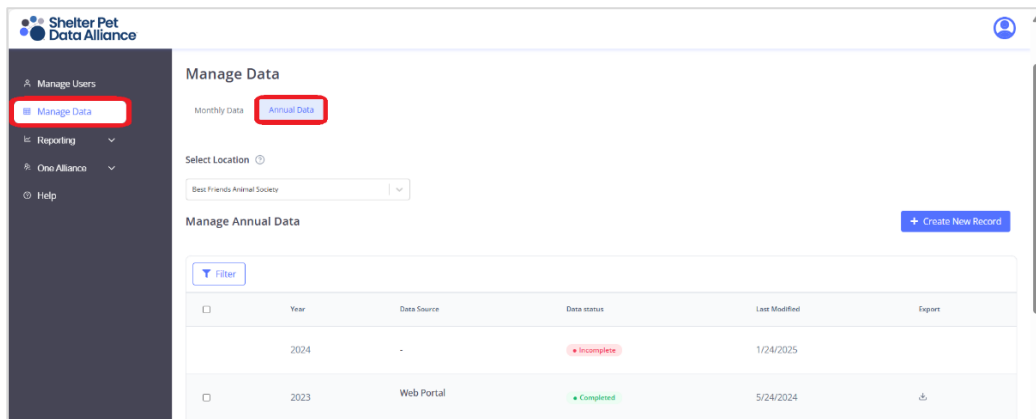 Shelter Pet
Data Alliance
Manage Users
Manage Data
Reporting
One Alliance
Help
Manage Data
Monthly Data Annual Data
Select Location
Best Friends Animal Society
Manage Annual Data
+ Create New Record
Filter
Year Data Source Data status Last Modified Export
2024 - Incomplete 1/24/2025
2023 Web Portal Completed 5/24/2024